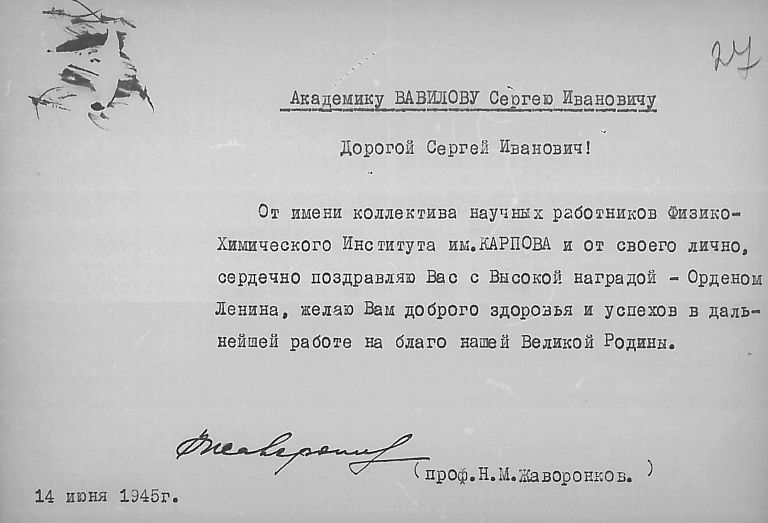 27
Академику ВАВИЛОВУ Сергею Ивановичу
Дорогой Сергей Иванович!
От имени коллектива научных работников Физико-
Химического Института им.КАРПОВА и от своего лично,
сердечно поздравляю Вас с Высокой наградой - Орденом
Ленина, желаю Вам доброго здоровья и успехов в даль-
нейшей работе на благо нашей Великой Родины.
Жаворонков
(проф.Н.М.Жаворонков. )
14 июня 1945г.